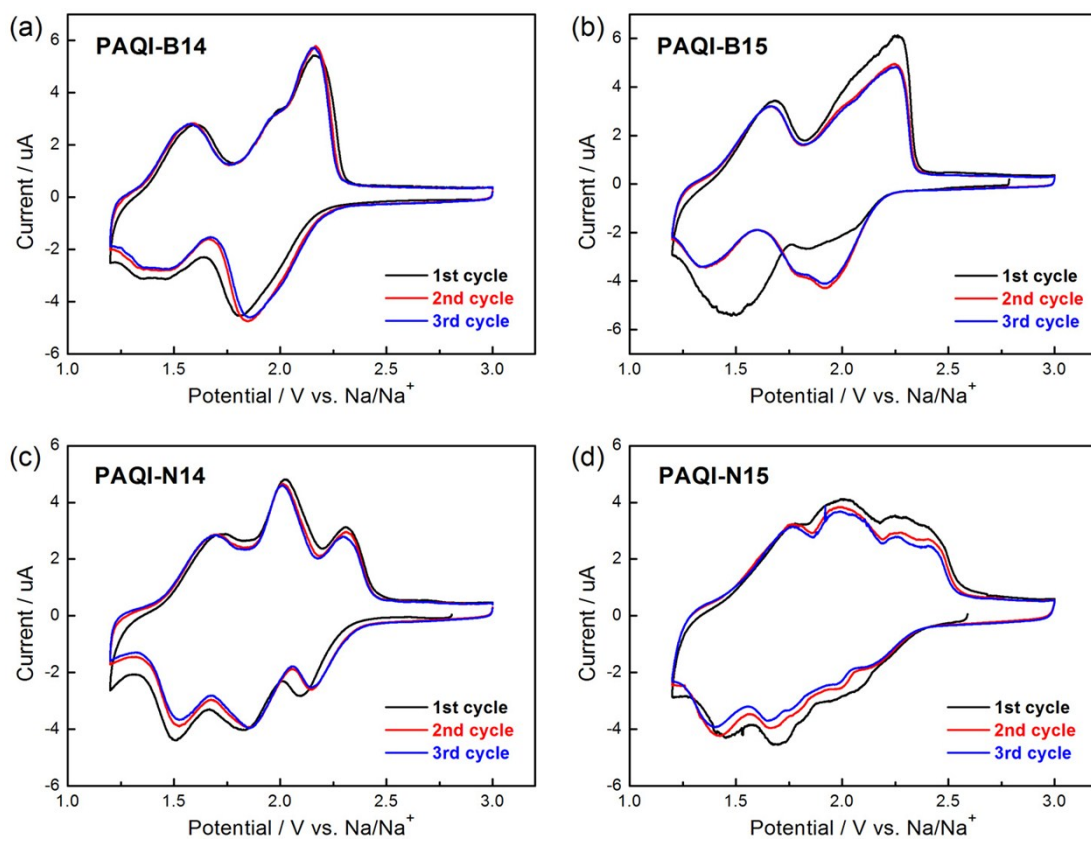 (a)
PAQI-B14
Current / uA
6
4
2
0
-2
-4
-6
1st cycle
2nd cycle
3rd cycle
1.0 1.5 2.0 2.5 3.0
Potential / V vs. Na/Na⁺
(b)
PAQI-B15
Current / uA
6
4
2
0
-2
-4
-6
1st cycle
2nd cycle
3rd cycle
1.0 1.5 2.0 2.5 3.0
Potential / V vs. Na/Na⁺
(c)
PAQI-N14
Current / uA
6
4
2
0
-2
-4
-6
1st cycle
2nd cycle
3rd cycle
1.0 1.5 2.0 2.5 3.0
Potential / V vs. Na/Na⁺
(d)
PAQI-N15
Current / uA
6
4
2
0
-2
-4
-6
1st cycle
2nd cycle
3rd cycle
1.0 1.5 2.0 2.5 3.0
Potential / V vs. Na/Na⁺